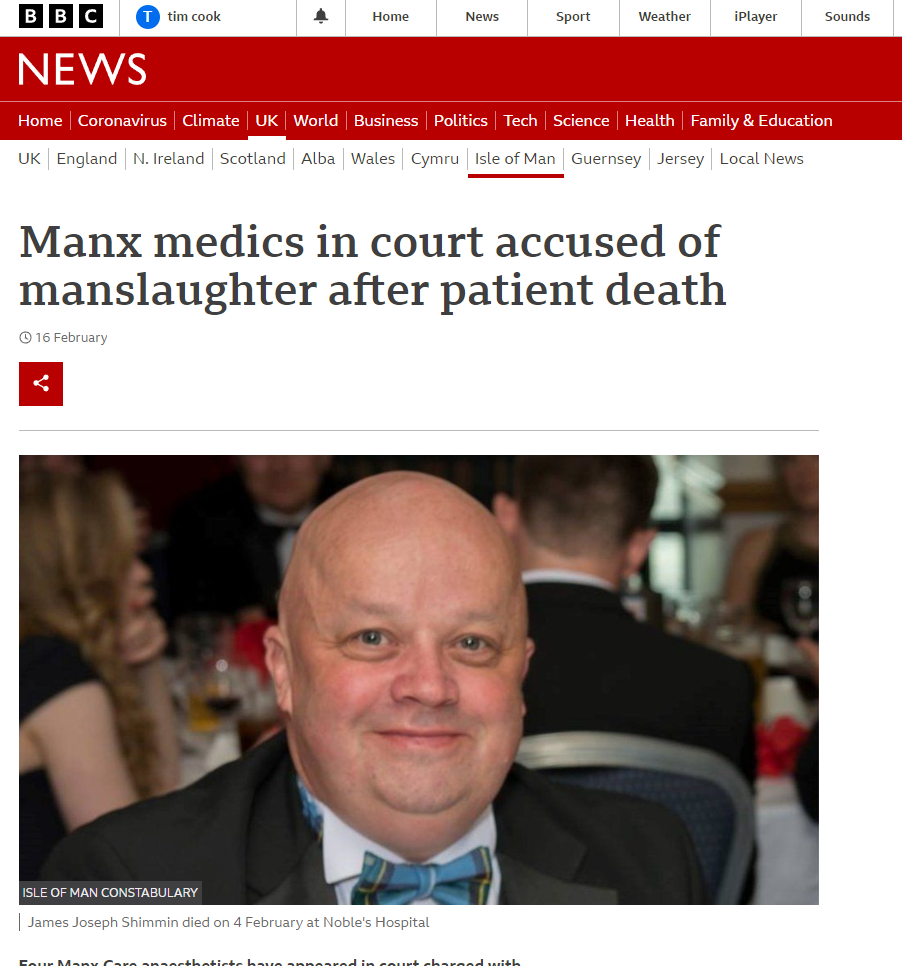 BBC T tim cook Home News Sport Weather iPlayer Sounds
NEWS
Home Coronavirus Climate UK World Business Politics Tech Science Health Family & Education
UK England N. Ireland Scotland Alba Wales Cymru Isle of Man Guernsey Jersey Local News
Manx medics in court accused of
manslaughter after patient death
16 February
ISLE OF MAN CONSTABULARY
James Joseph Shimmin died on 4 February at Noble's Hospital
Four Manx Care anaesthetists have appeared in court charged with